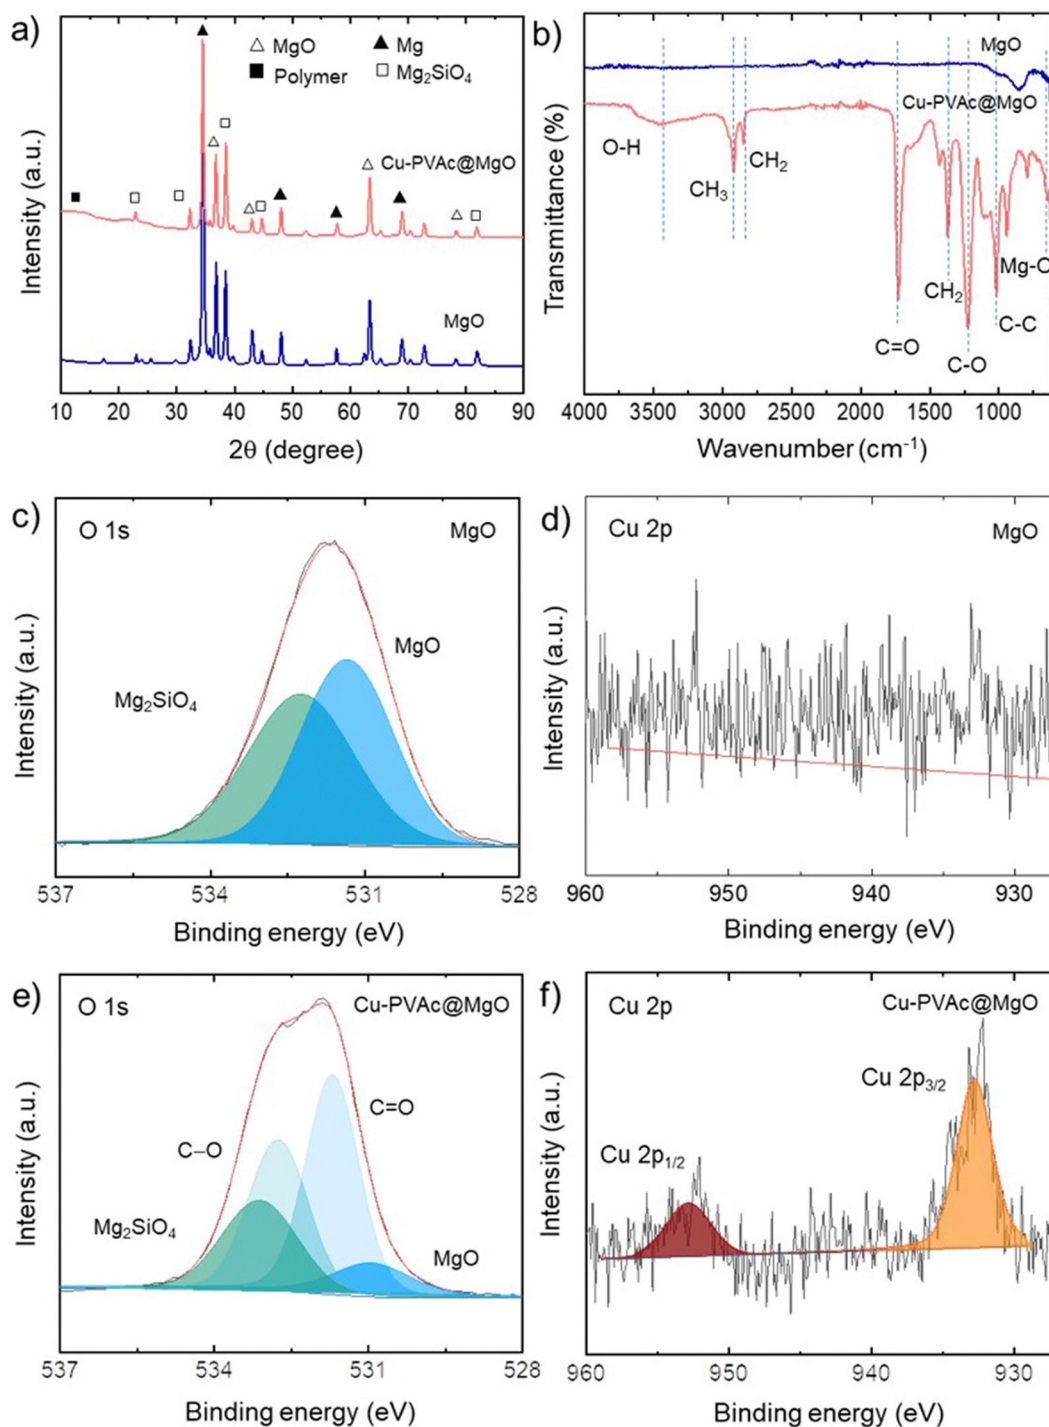 a)
△ MgO
▲ Mg
■ Polymer
□ Mg₂SiO₄
Cu-PVAc@MgO
MgO
Intensity (a.u.)
10 20 30 40 50 60 70 80 90
2θ (degree)
b)
MgO
Cu-PVAc@MgO
O-H
CH₃
CH₂
C=O
CH₂
C-O
C-C
Mg-O
Transmittance (%)
4000 3500 3000 2500 2000 1500 1000
Wavenumber (cm⁻¹)
c)
O 1s
MgO
MgO
Mg₂SiO₄
Intensity (a.u.)
537 534 531 528
Binding energy (eV)
d)
Cu 2p
MgO
Intensity (a.u.)
960 950 940 930
Binding energy (eV)
e)
O 1s
Cu-PVAc@MgO
C=O
C–O
Mg₂SiO₄
MgO
Intensity (a.u.)
537 534 531 528
Binding energy (eV)
f)
Cu 2p
Cu-PVAc@MgO
Cu 2p₃/₂
Cu 2p₁/₂
Intensity (a.u.)
960 950 940 930
Binding energy (eV)